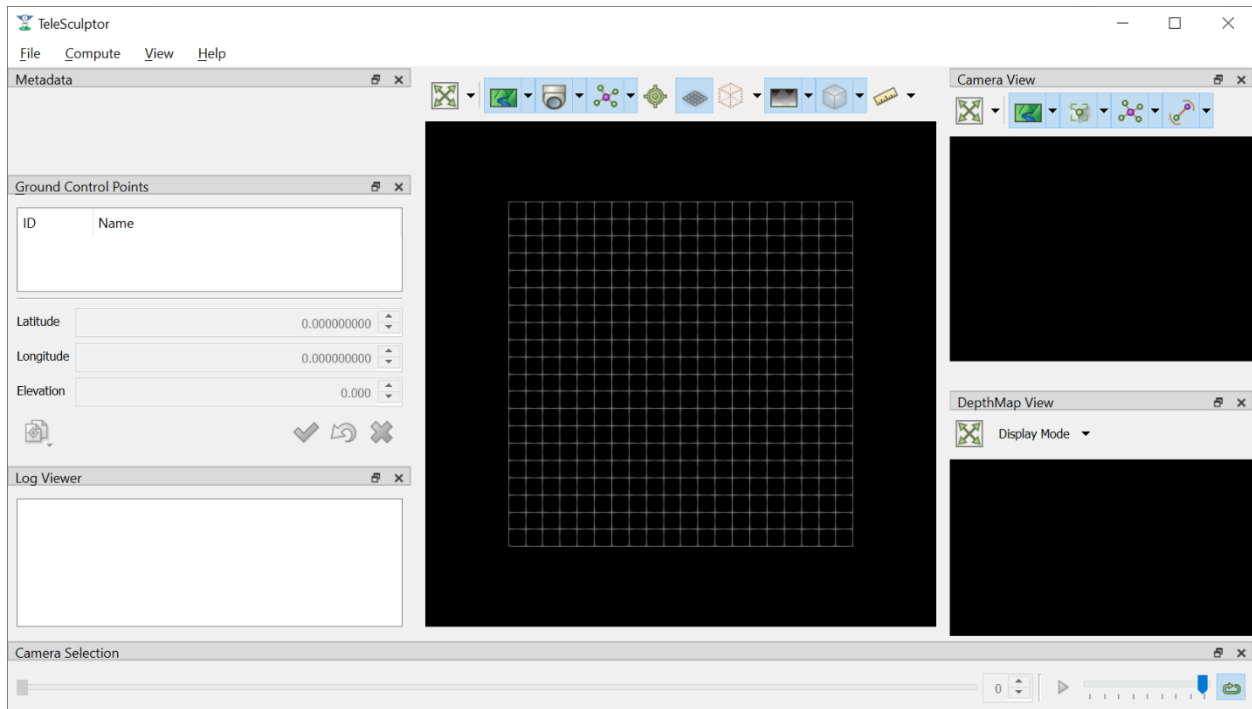 TeleSculptor
File Compute View Help
Metadata
Ground Control Points
ID Name
Latitude 0.000000000
Longitude 0.000000000
Elevation 0.000
Log Viewer
Camera View
DepthMap View
Display Mode
Camera Selection
0